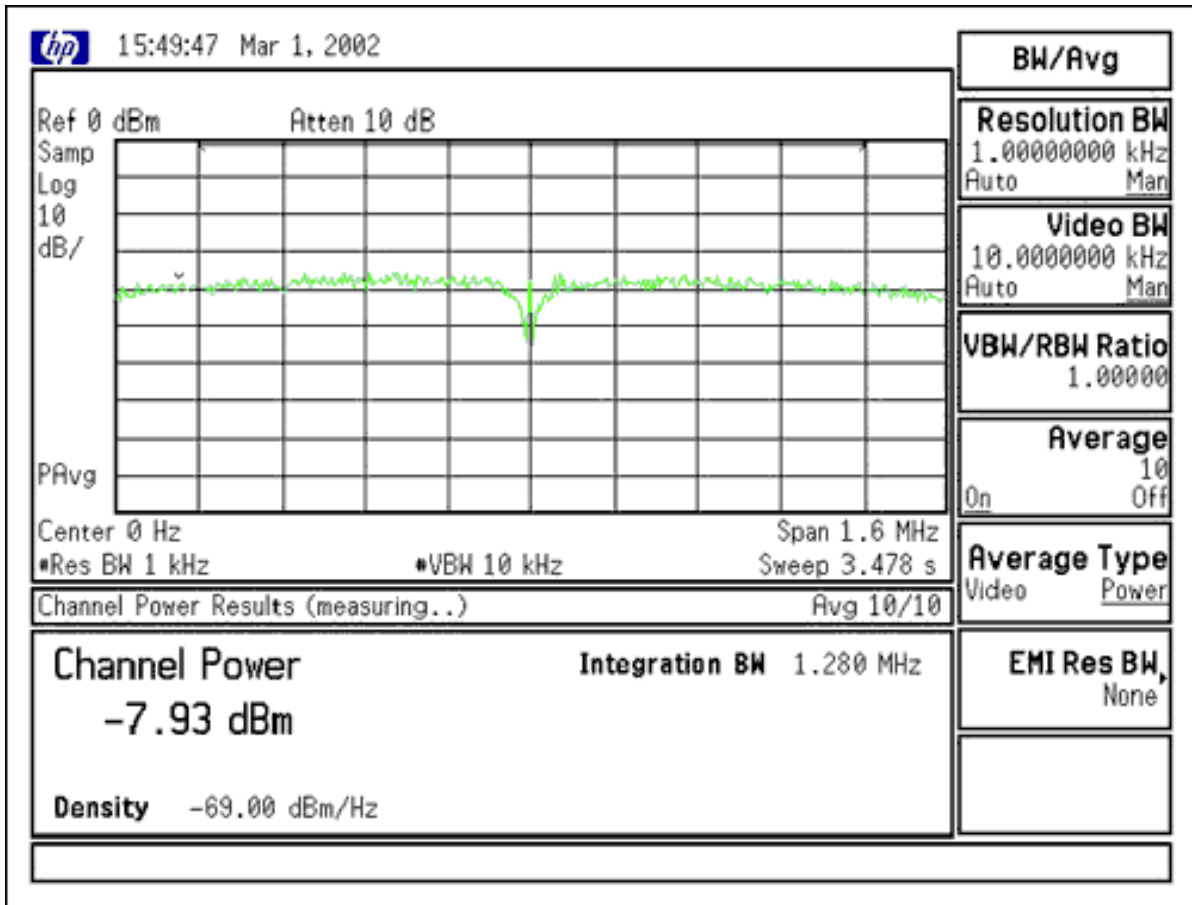 hp 15:49:47 Mar 1, 2002
Ref 0 dBm Atten 10 dB
Samp
Log
10
dB/
PAvg
Center 0 Hz Span 1.6 MHz
#Res BW 1 kHz #VBW 10 kHz Sweep 3.478 s
Channel Power Results (measuring..) Avg 10/10
Channel Power Integration BW 1.280 MHz
-7.93 dBm
Density -69.00 dBm/Hz
BW/Avg
Resolution BW
1.00000000 kHz
Auto Man
Video BW
10.0000000 kHz
Auto Man
VBW/RBW Ratio
1.00000
Average
10
On Off
Average Type
Video Power
EMI Res BW
None